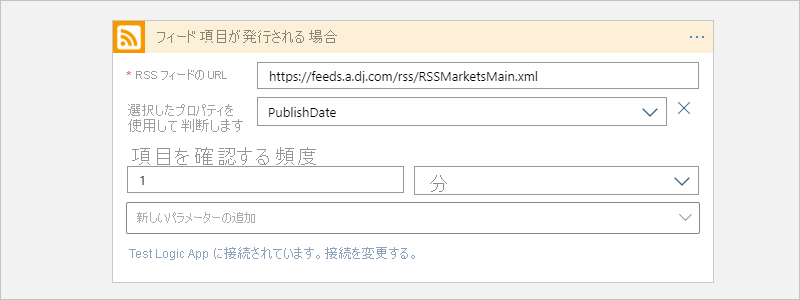 フィード 項目が発行される 場合
* RSS フィードの URL
https://feeds.a.dj.com/rss/RSSMarketsMain.xml
選択したプロパティを
使用して 判断します
PublishDate
項目を確認する頻度
1
分
新しいパラメーターの追加
Test Logic App に接続されています。接続を変更する。